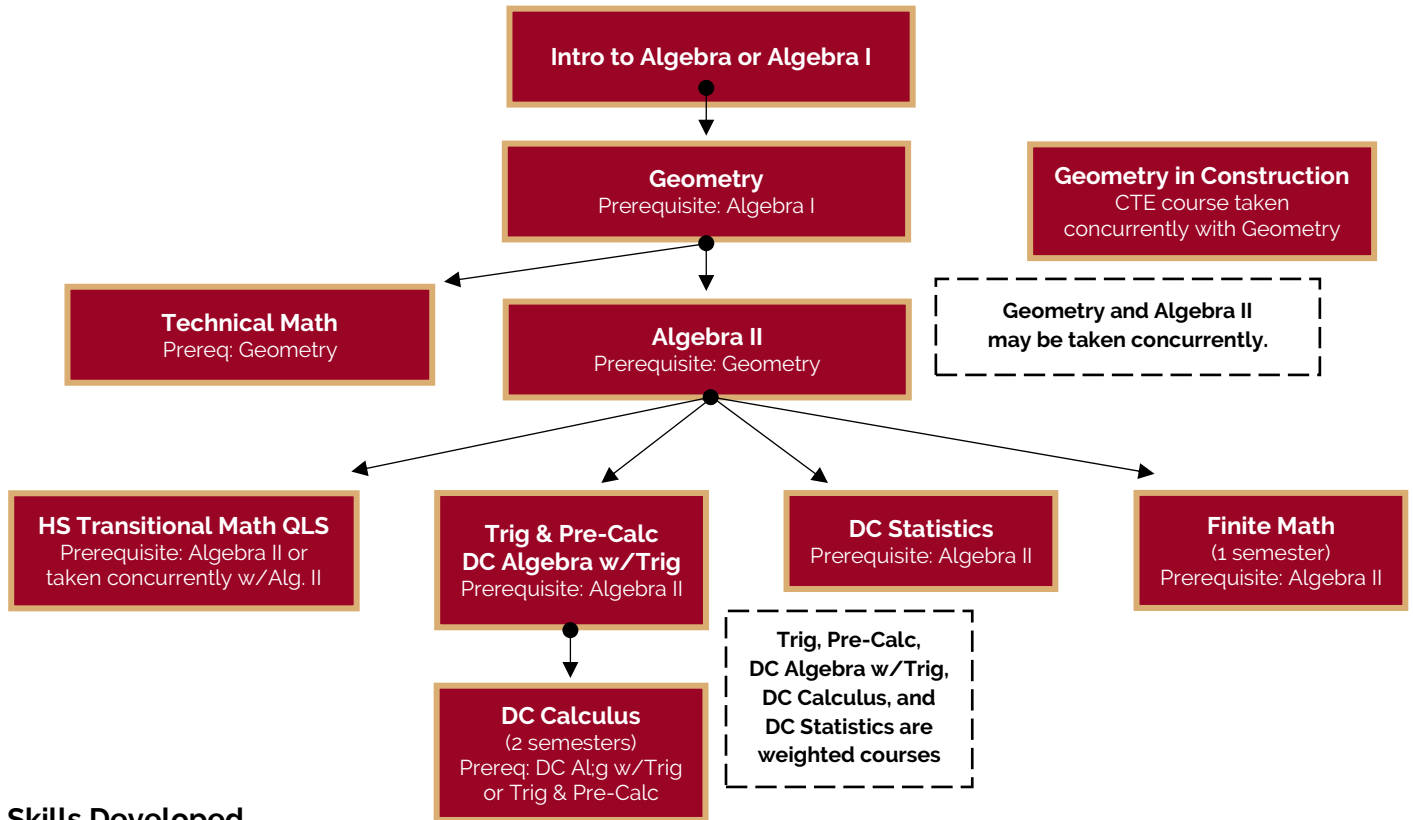 Intro to Algebra or Algebra I
Geometry
Prerequisite: Algebra I
Geometry in Construction
CTE course taken
concurrently with Geometry
Technical Math
Prereq: Geometry
Algebra II
Prerequisite: Geometry
Geometry and Algebra II
may be taken concurrently.
HS Transitional Math QLS
Prerequisite: Algebra II or
taken concurrently w/Alg. II
Trig & Pre-Calc
DC Algebra w/Trig
Prerequisite: Algebra II
DC Statistics
Prerequisite: Algebra II
Finite Math
(1 semester)
Prerequisite: Algebra II
Trig, Pre-Calc,
DC Algebra w/Trig,
DC Calculus, and
DC Statistics are
weighted courses
DC Calculus
(2 semesters)
Prereq: DC Al;g w/Trig
or Trig & Pre-Calc
Skills Developed